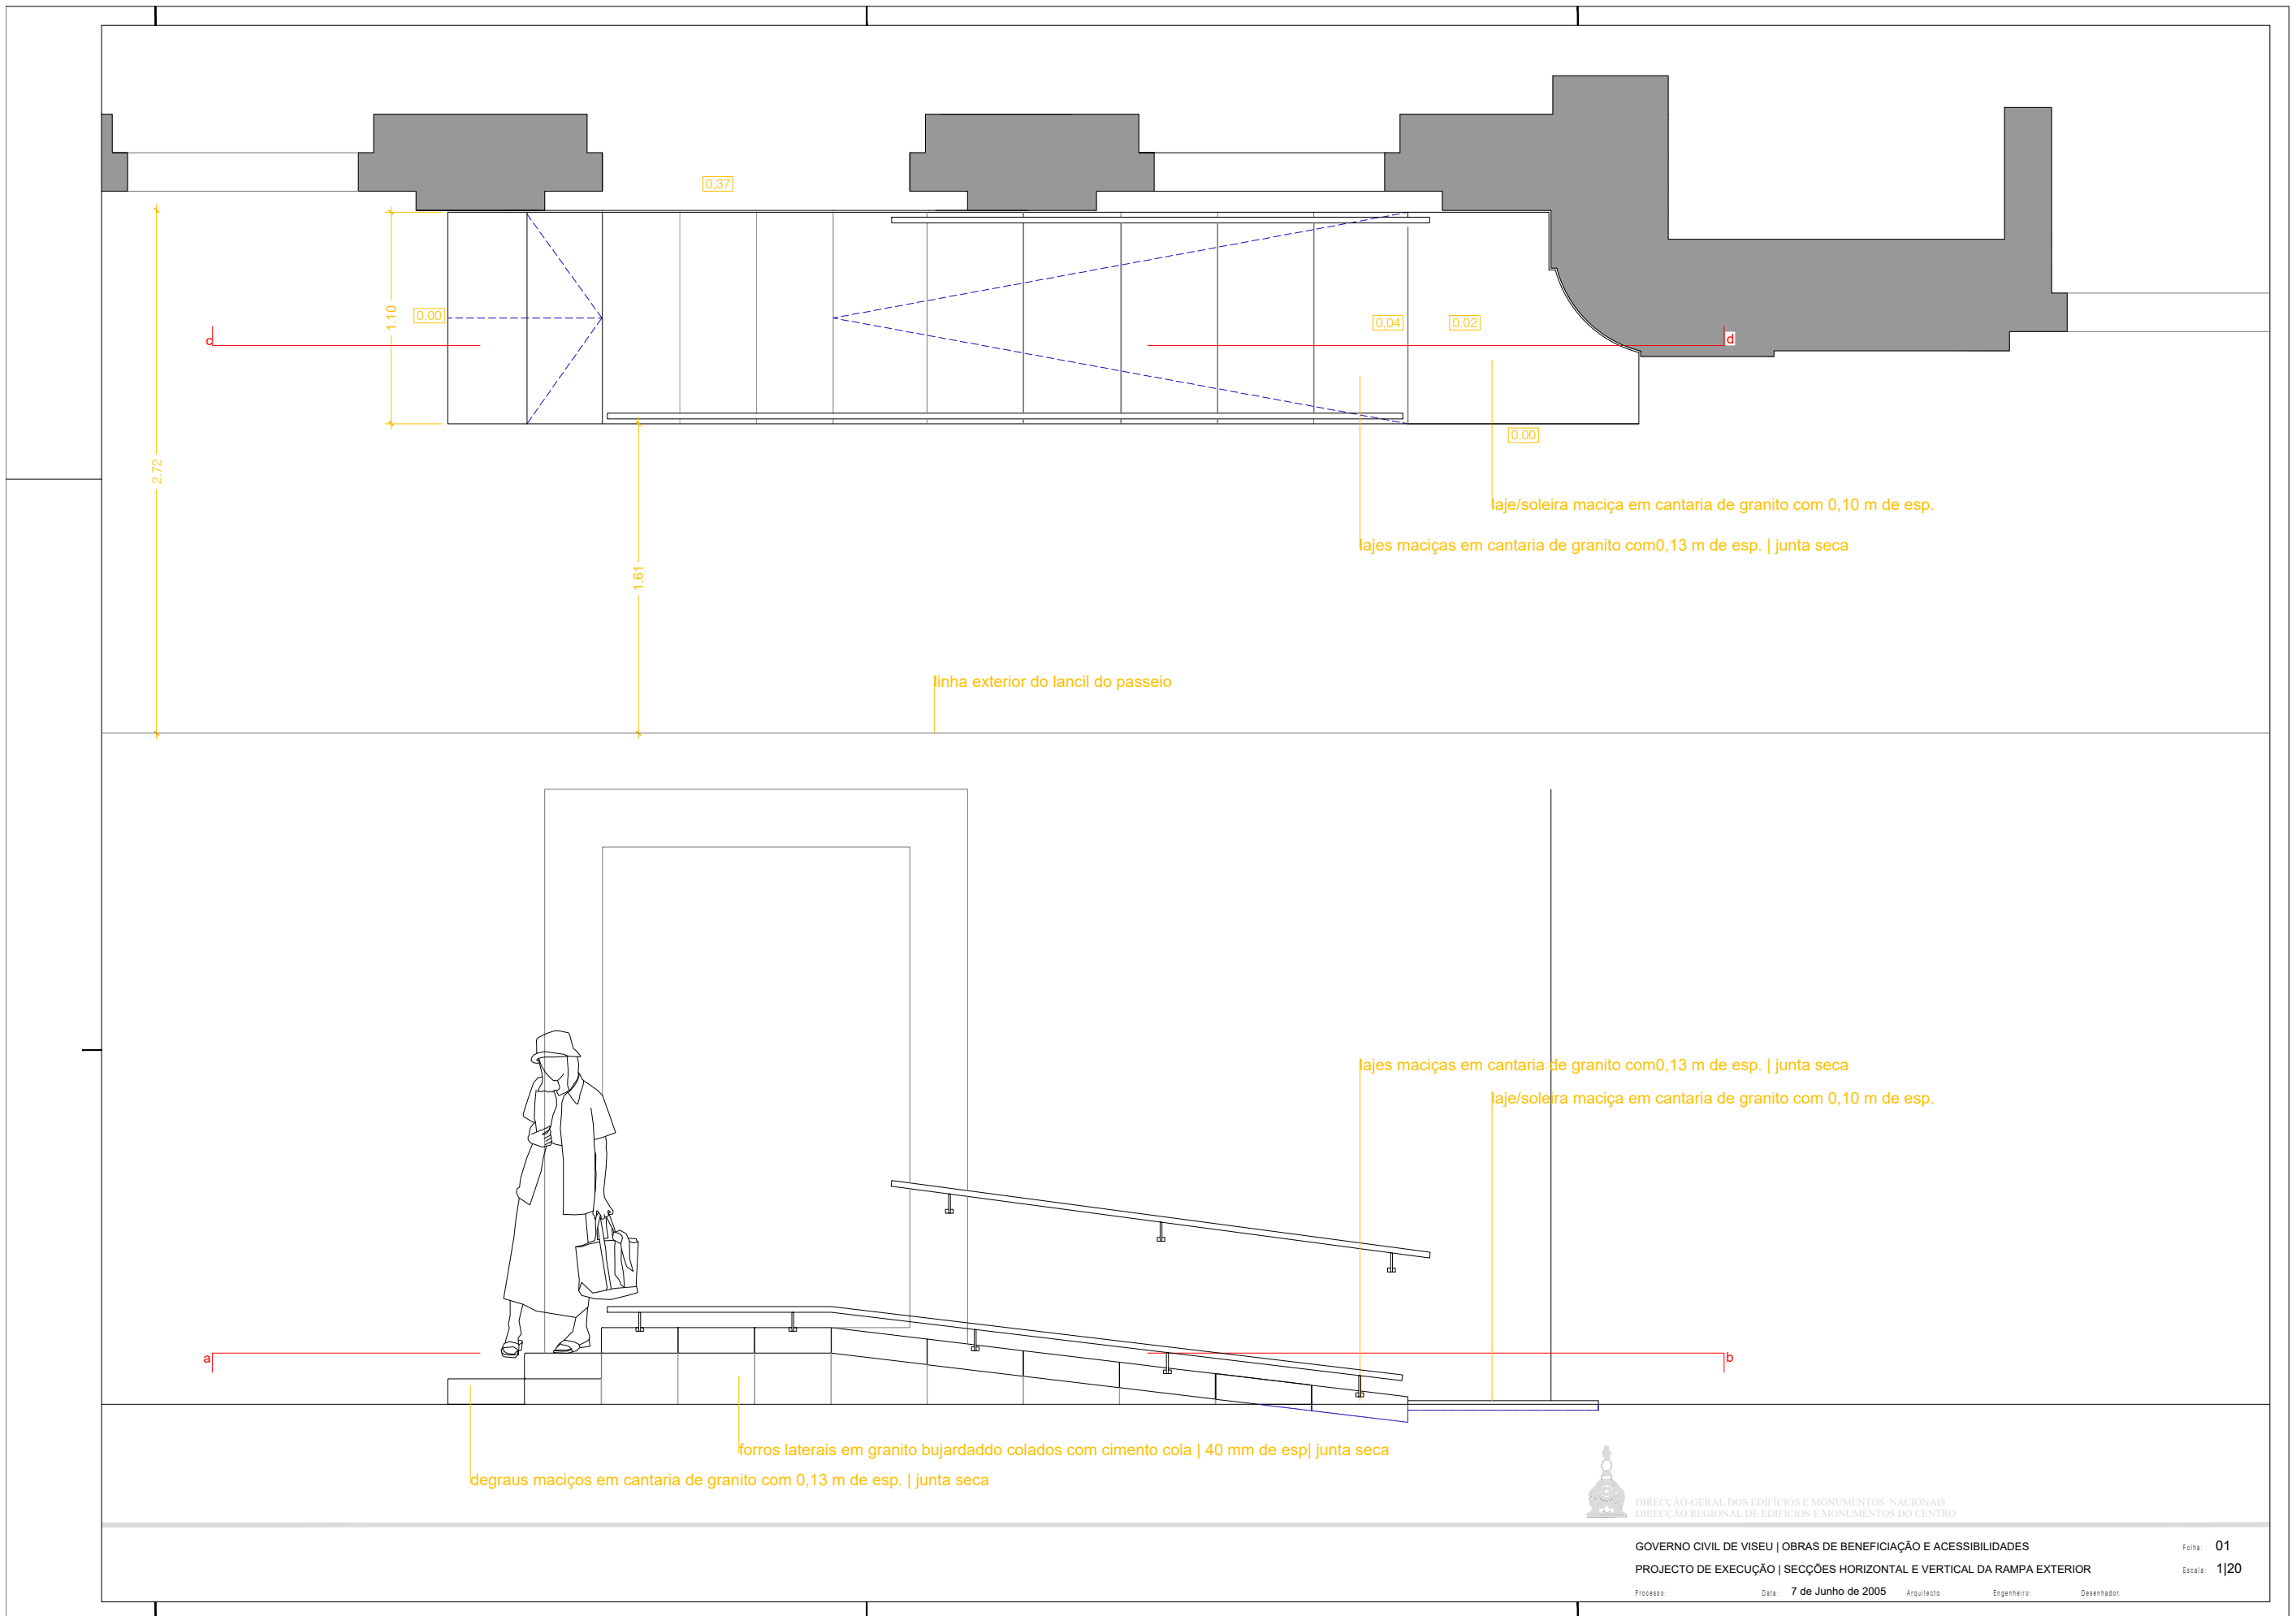 0,37
1.10
0,00
c
0,04
0,02
d
0,00
2.72
laje/soleira maciça em cantaria de granito com 0,10 m de esp.
lajes maciças em cantaria de granito com0,13 m de esp. | junta seca
1.61
linha exterior do lancil do passeio
lajes maciças em cantaria de granito com0,13 m de esp. | junta seca
laje/soleira maciça em cantaria de granito com 0,10 m de esp.
a
b
forros laterais em granito bujardaddo colados com cimento cola | 40 mm de esp| junta seca
degraus maciços em cantaria de granito com 0,13 m de esp. | junta seca
DIRECÇÃO-GERAL DOS EDIFÍCIOS E MONUMENTOS NACIONAIS
DIRECÇÃO REGIONAL DE EDIFÍCIOS E MONUMENTOS DO CENTRO
GOVERNO CIVIL DE VISEU | OBRAS DE BENEFICIAÇÃO E ACESSIBILIDADES
Folha: 01
PROJECTO DE EXECUÇÃO | SECÇÕES HORIZONTAL E VERTICAL DA RAMPA EXTERIOR
Escala: 1|20
Processo: Data: 7 de Junho de 2005 Arquitecto: Engenheiro: Desenhador: